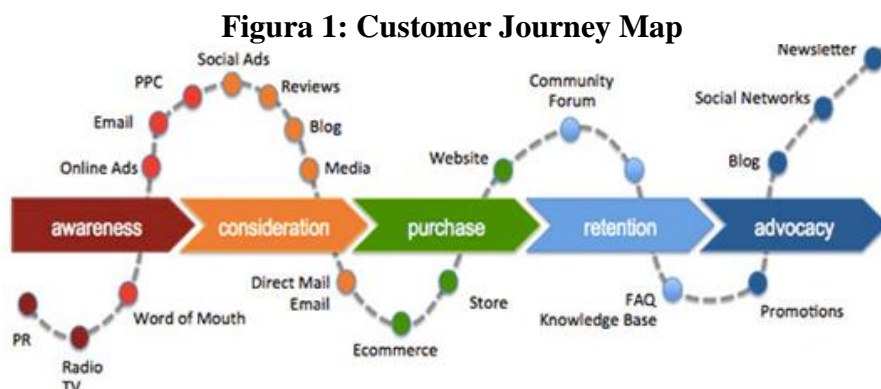 Figura 1: Customer Journey Map
Newsletter
Social Ads
PPC
Reviews
Community
Forum
Social Networks
Email
Blog
Website
Online Ads
Media
Blog
awareness
consideration
purchase
retention
advocacy
Direct Mail
Email
Store
FAQ
Knowledge Base
Promotions
Word of Mouth
PR
Ecommerce
Radio
TV